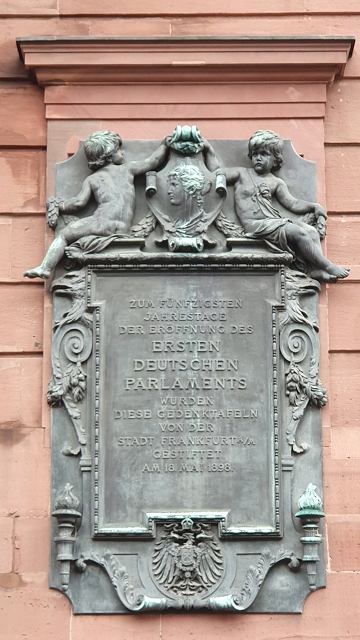 ZUM FÜNFZIGSTEN
JAHRESTAGE
DER ERÖFFNUNG DES
ERSTEN
DEUTSCHEN
PARLAMENTS
WURDEN
DIESE GEDENKTAFELN
VON DER
STADT FRANKFURT A/M
GESTIFTET
AM 18. MAI 1898.